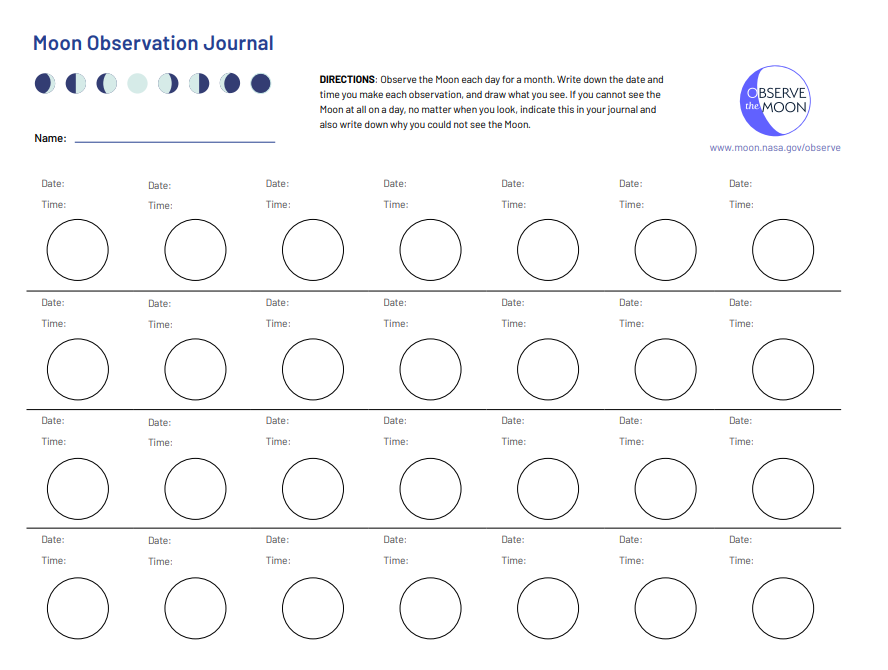 Moon Observation Journal
DIRECTIONS: Observe the Moon each day for a month. Write down the date and
time you make each observation, and draw what you see. If you cannot see the
Moon at all on a day, no matter when you look, indicate this in your journal and
also write down why you could not see the Moon.
Name:
OBSERVE
the MOON
www.moon.nasa.gov/observe
Date: Date: Date: Date: Date: Date: Date:
Time: Time: Time: Time: Time: Time: Time:
Date: Date: Date: Date: Date: Date: Date:
Time: Time: Time: Time: Time: Time: Time:
Date: Date: Date: Date: Date: Date: Date:
Time: Time: Time: Time: Time: Time: Time:
Date: Date: Date: Date: Date: Date: Date:
Time: Time: Time: Time: Time: Time: Time: